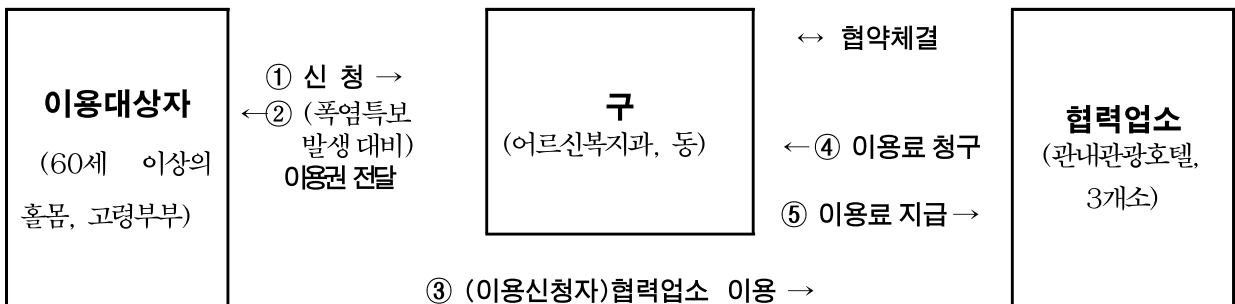 이용대상자
(60세 이상의
홀몸, 고령부부)
① 신 청 →
←② (폭염특보
발생 대비)
이용권 전달
구
(어르신복지과, 동)
↔ 협약체결
← ④ 이용료 청구
⑤ 이용료 지급 →
협력업소
(관내관광호텔,
3개소)
③ (이용신청자)협력업소 이용 →